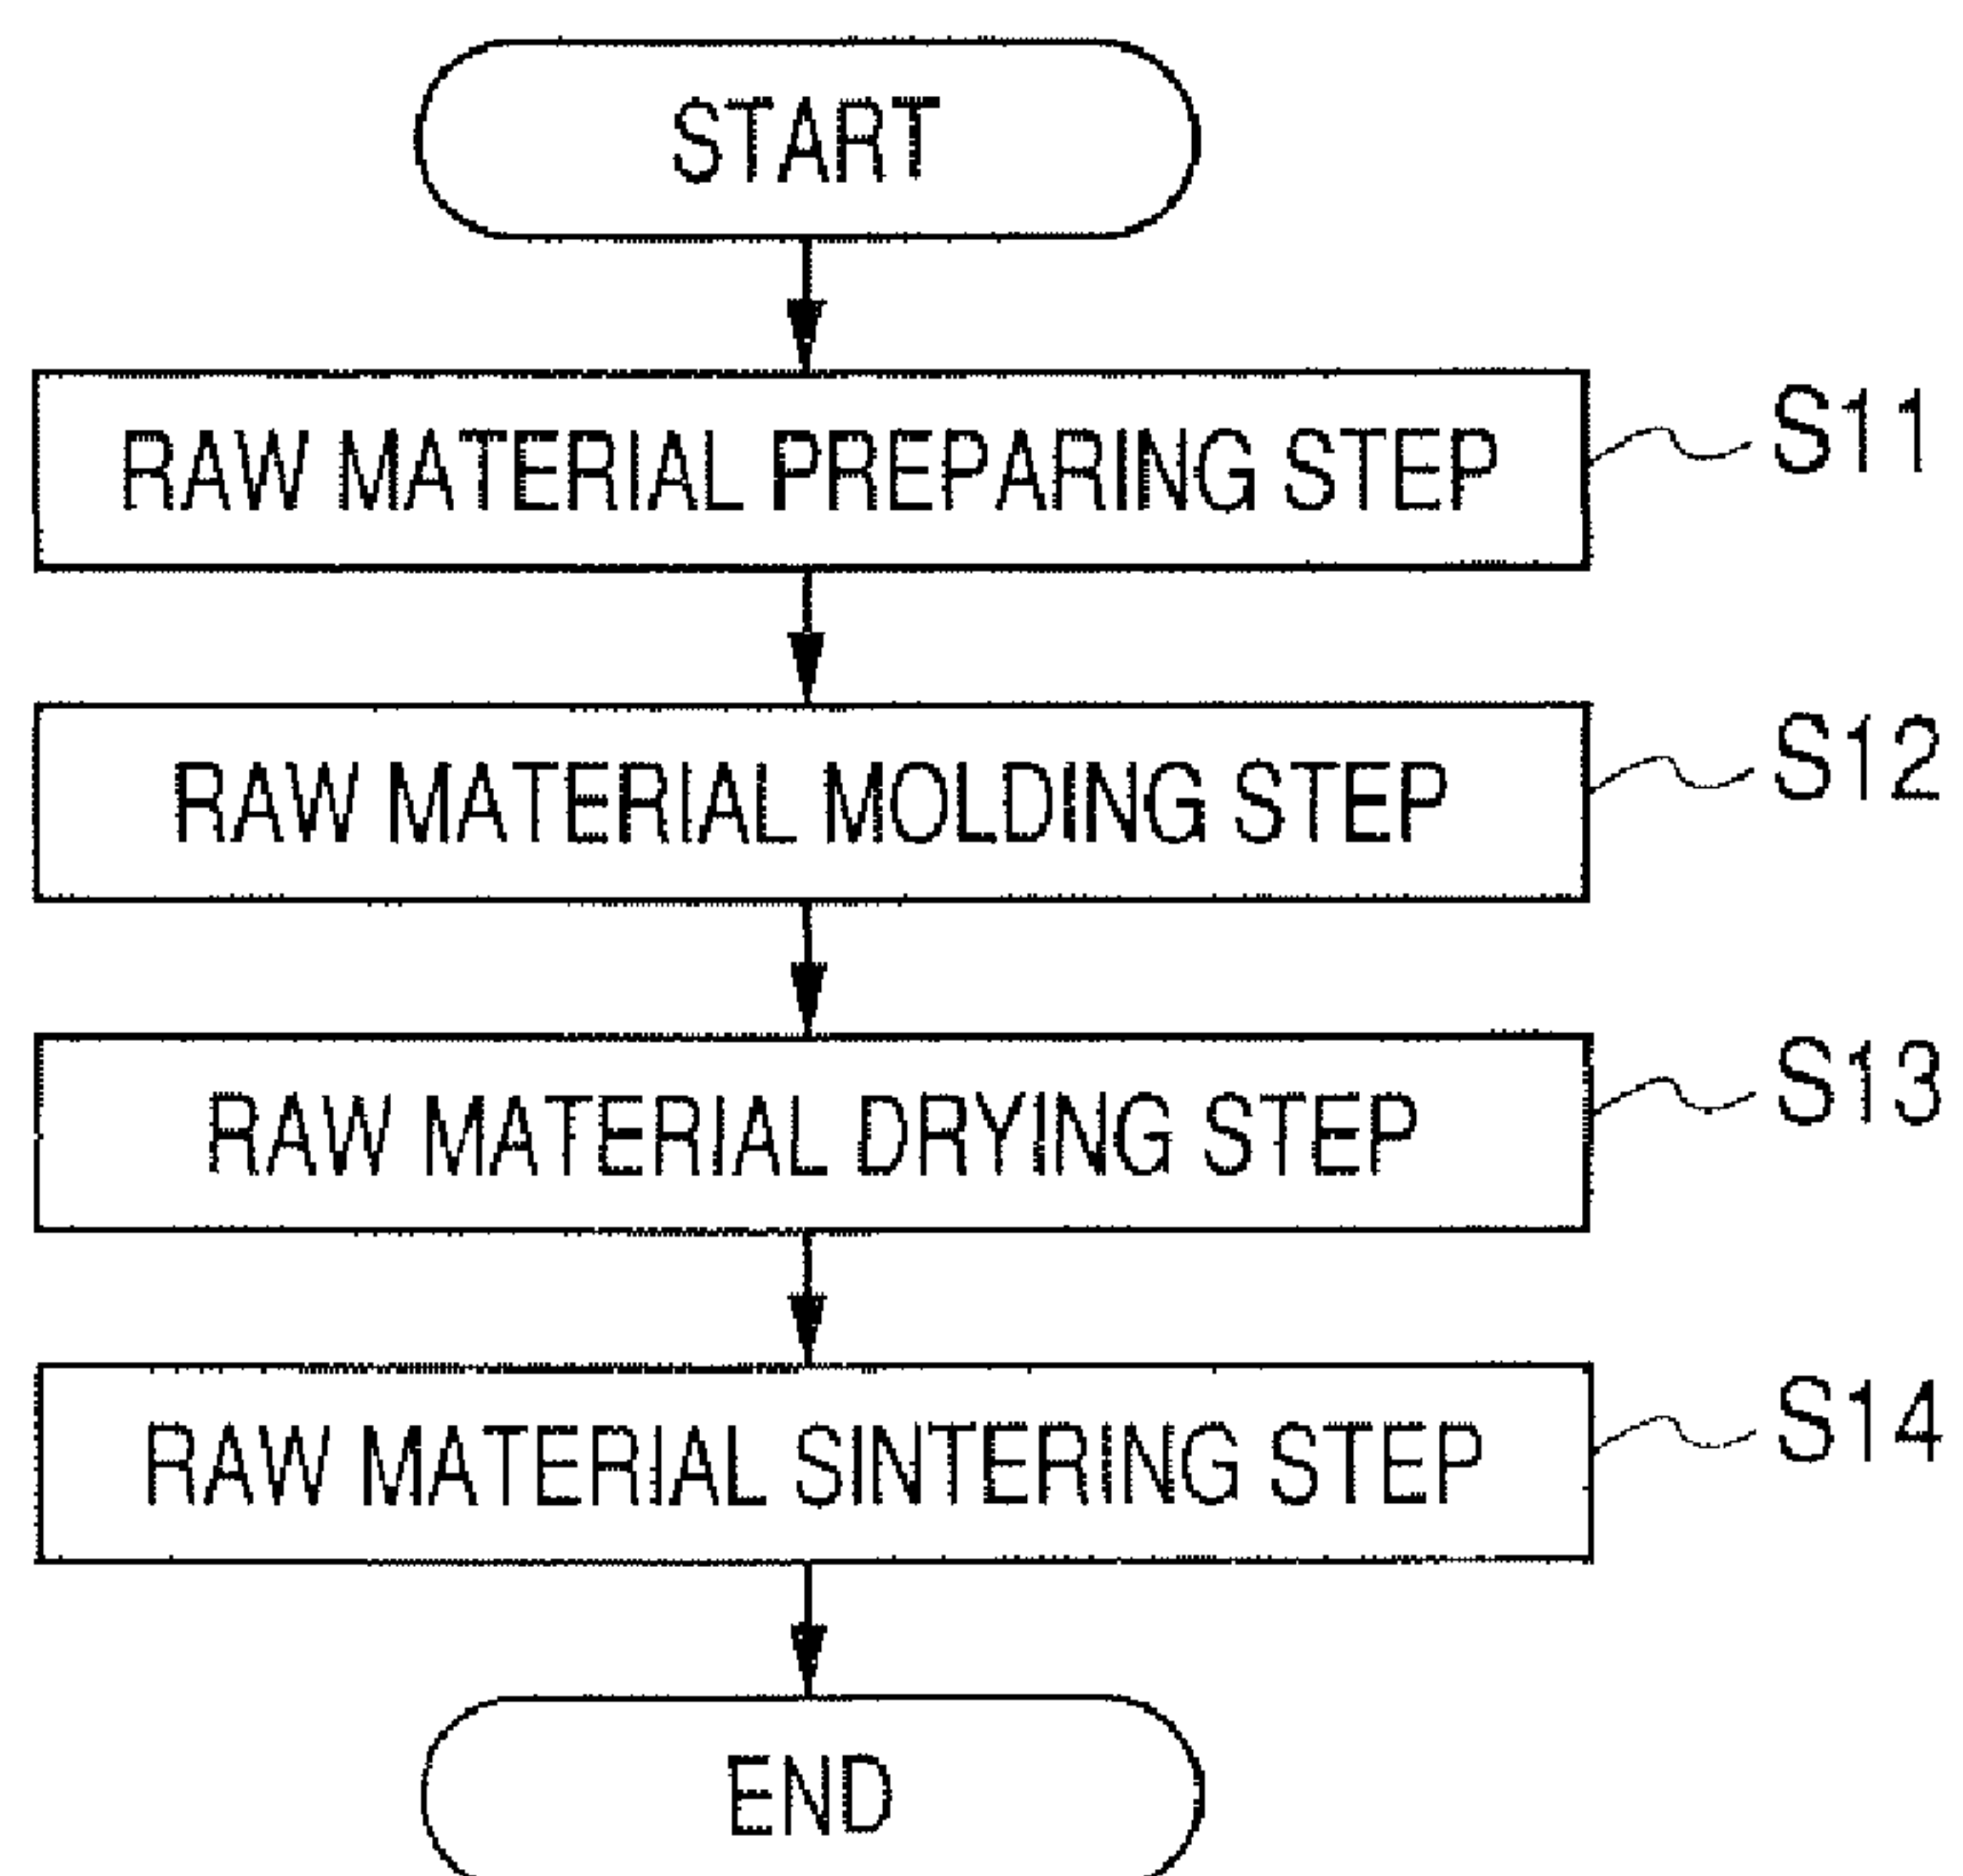 START
RAW MATERIAL PREPARING STEP S11
RAW MATERIAL MOLDING STEP S12
RAW MATERIAL DRYING STEP S13
RAW MATERIAL SINTERING STEP S14
END